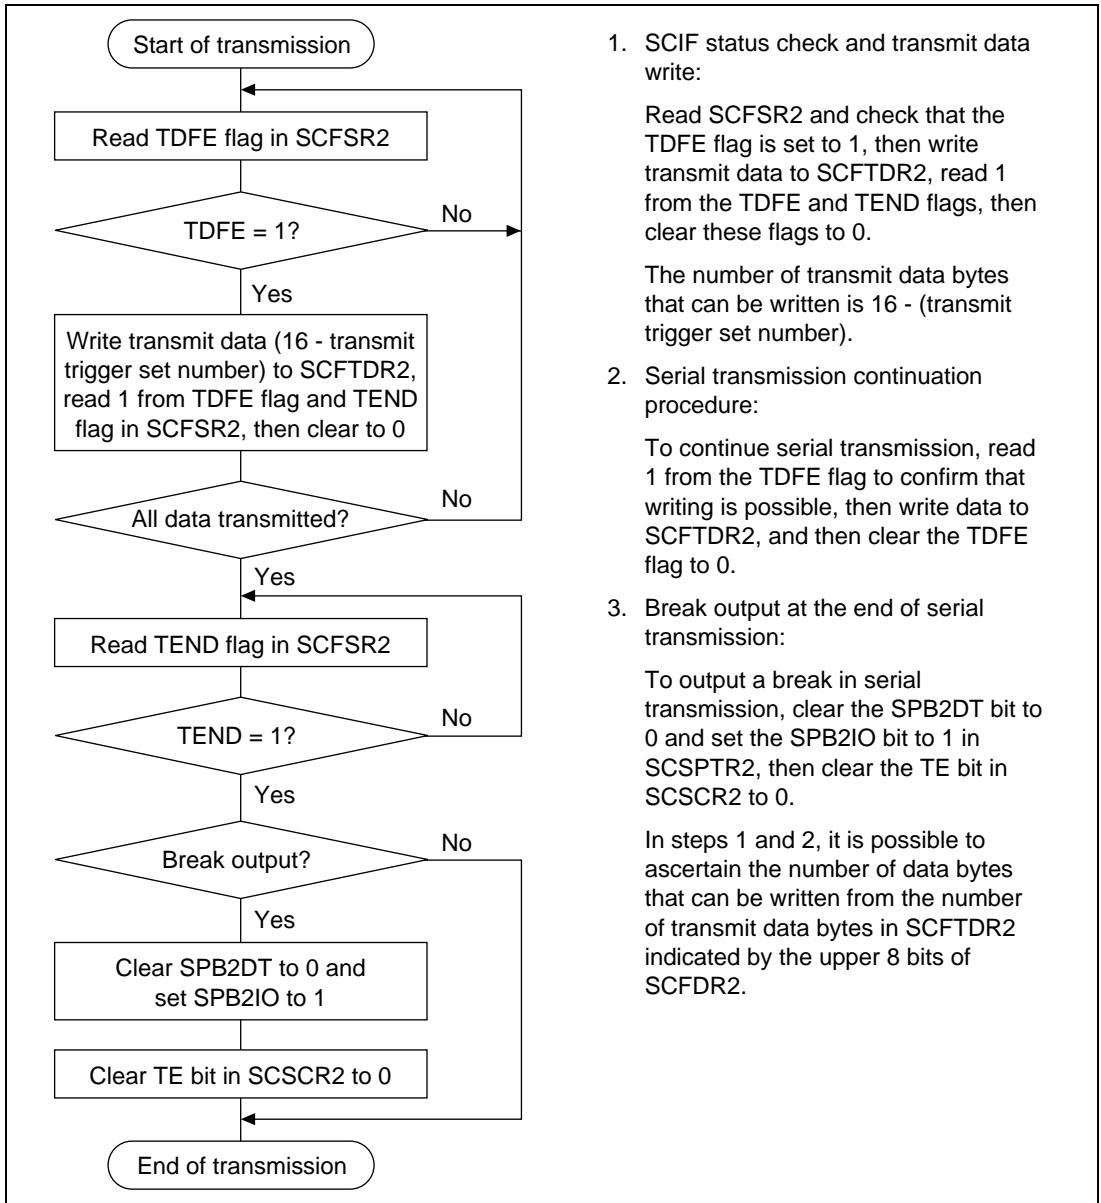 Start of transmission
Read TDFE flag in SCFSR2
TDFE = 1?
No
Yes
Write transmit data (16 - transmit
trigger set number) to SCFTDR2,
read 1 from TDFE flag and TEND
flag in SCFSR2, then clear to 0
All data transmitted?
No
Yes
Read TEND flag in SCFSR2
TEND = 1?
No
Yes
Break output?
No
Yes
Clear SPB2DT to 0 and
set SPB2IO to 1
Clear TE bit in SCSCR2 to 0
End of transmission
1. SCIF status check and transmit data
write:
Read SCFSR2 and check that the
TDFE flag is set to 1, then write
transmit data to SCFTDR2, read 1
from the TDFE and TEND flags, then
clear these flags to 0.
The number of transmit data bytes
that can be written is 16 - (transmit
trigger set number).
2. Serial transmission continuation
procedure:
To continue serial transmission, read
1 from the TDFE flag to confirm that
writing is possible, then write data to
SCFTDR2, and then clear the TDFE
flag to 0.
3. Break output at the end of serial
transmission:
To output a break in serial
transmission, clear the SPB2DT bit to
0 and set the SPB2IO bit to 1 in
SCSPTR2, then clear the TE bit in
SCSCR2 to 0.
In steps 1 and 2, it is possible to
ascertain the number of data bytes
that can be written from the number
of transmit data bytes in SCFTDR2
indicated by the upper 8 bits of
SCFDR2.